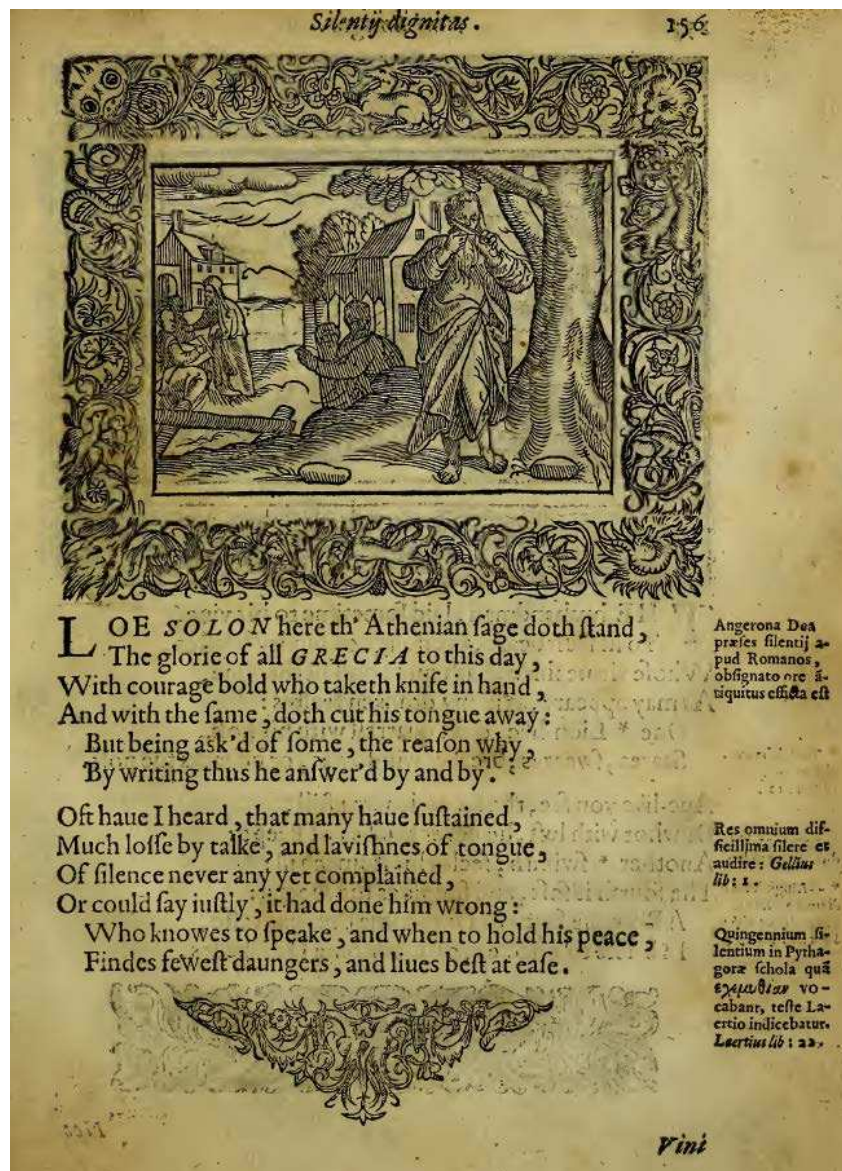 Silentij dignitas.
156
LOE SOLON here th' Athenian sage doth stand,
The glorie of all GRECIA to this day,
With courage bold who taketh knife in hand,
And with the same, doth cut his tongue away:
But being ask'd of some, the reason why,
By writing thus he answer'd by and by.
Oft haue I heard, that many haue sustained,
Much losse by talke, and lavishnes of tongue,
Of silence never any yet complained,
Or could say iustly, it had done him wrong:
Who knowes to speake, and when to hold his peace,
Findes fewest daungers, and liues best at ease.
Angerona Dea
præses silentij a-
pud Romanos,
obsignato ore ā-
tiquitus efficta est
Res omnium dif-
ficillima silere et
audire: Gellius
lib: 1.
Quingennium si-
lentium in Pytha-
goræ schola quā
ἐχεμυθίαν vo-
cabant, teste La-
ertio indicebatur.
Laertius lib: 22.
Vini